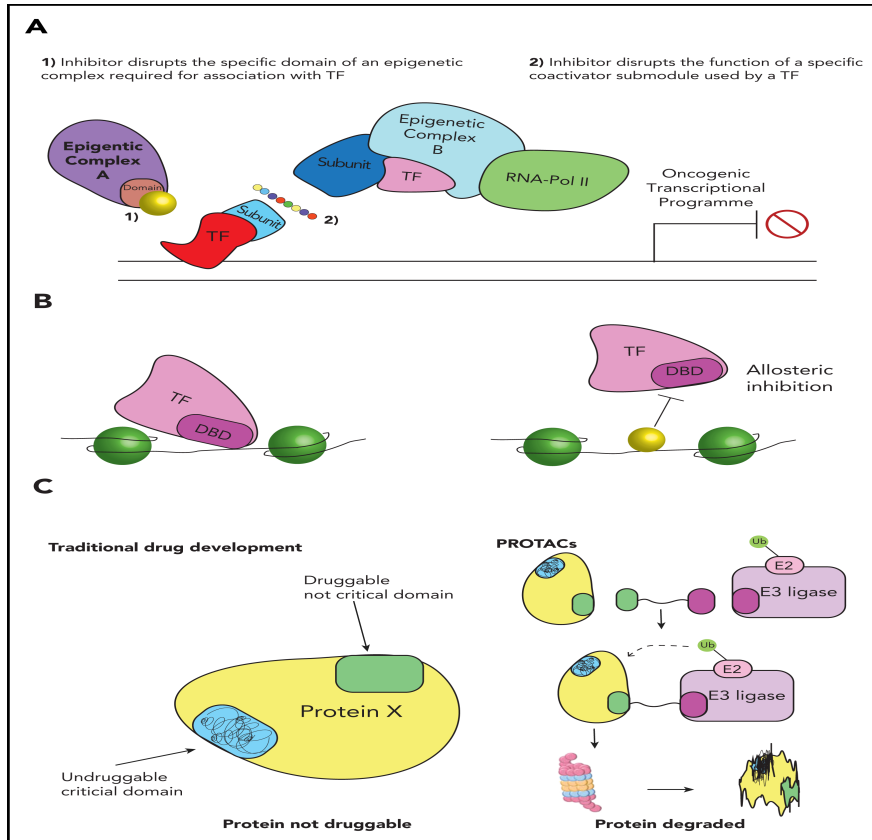 A
1) Inhibitor disrupts the specific domain of an epigenetic
complex required for association with TF
2) Inhibitor disrupts the function of a specific
coactivator submodule used by a TF
Epigentic
Complex
A
Domain
1)
TF
Subunit
2)
Subunit
Epigenetic
Complex
B
TF
RNA-Pol II
Oncogenic
Transcriptional
Programme
B
TF
DBD
TF
DBD
Allosteric
inhibition
C
Traditional drug development
Druggable
not critical domain
Protein X
Undruggable
criticial domain
Protein not druggable
PROTACs
Ub
E2
E3 ligase
Ub
E2
E3 ligase
Protein degraded